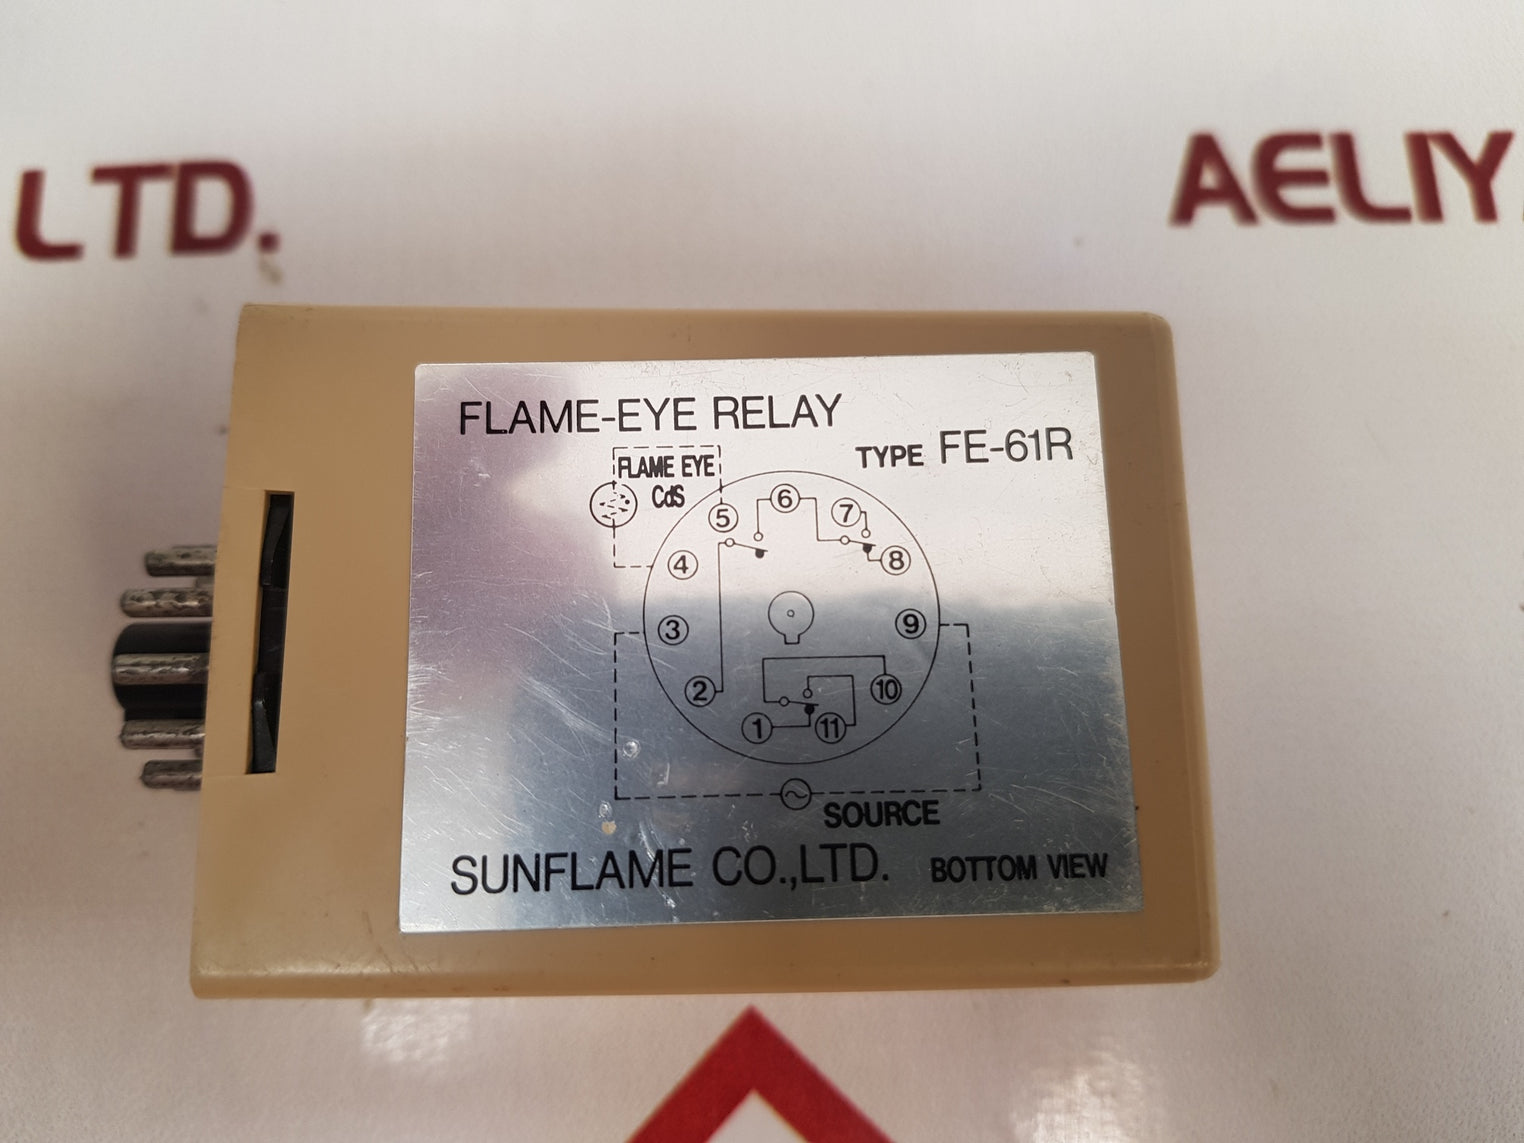 LTD.
AELIY
FLAME-EYE RELAY
TYPE FE-61R
FLAME EYE
CdS
5
6
7
4
8
3
9
2
10
1
11
SOURCE
SUNFLAME CO.,LTD.
BOTTOM VIEW